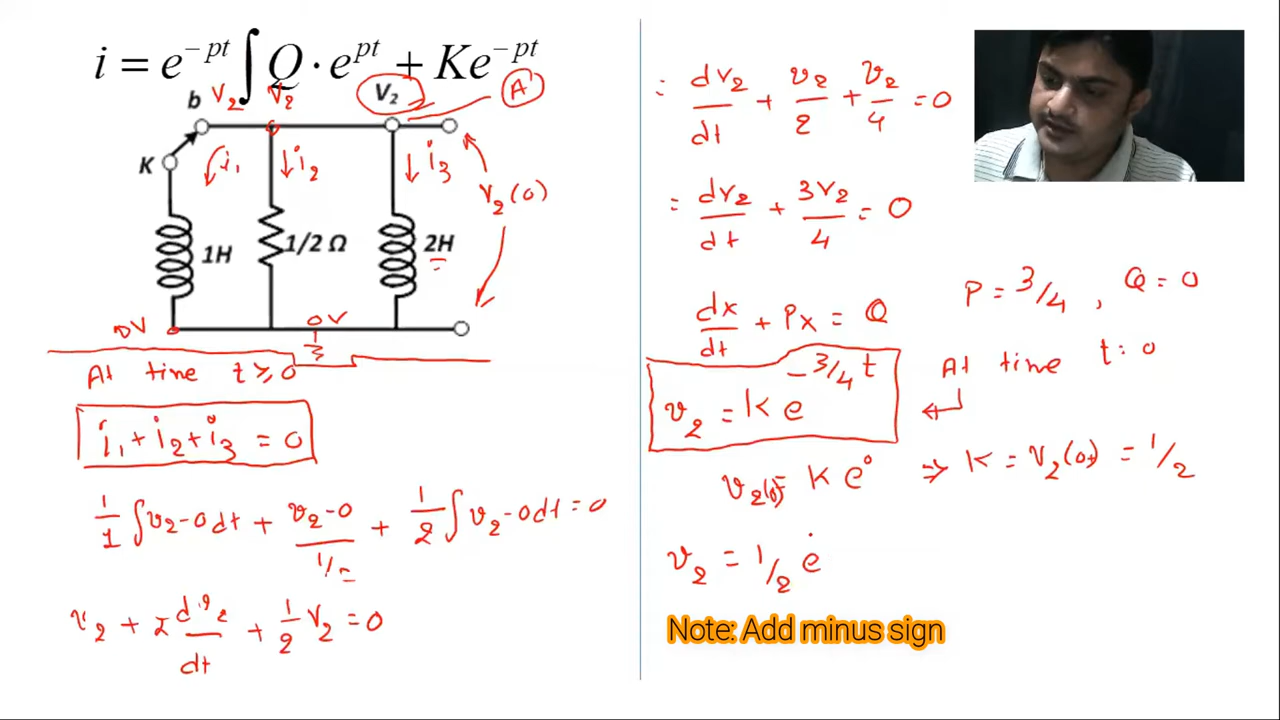 i = e^{-pt} ∫ Q · e^{pt} + Ke^{-pt}
b V₂ V₂ V₂ A
K i₁ ↓ i₂ ↓ i₃ V₂(0)
1H 1/2 Ω 2H
0V 0V
At time t ≥ 0
i₁ + i₂ + i₃ = 0
1/1 ∫ v₂-0 dt + v₂-0 / 1/2 + 1/2 ∫ v₂-0 dt = 0
v₂ + 2 dv₂/dt + 1/2 V₂ = 0
: dv₂/dt + v₂/2 + v₂/4 = 0
= dv₂/dt + 3v₂/4 = 0
P = 3/4 , Q = 0
dx/dt + Px = Q
At time t: 0
v₂ = K e^{-3/4 t}
v₂(0) = K e⁰ ⇒ K = v₂(0+) = 1/2
v₂ = 1/2 e
Note: Add minus sign